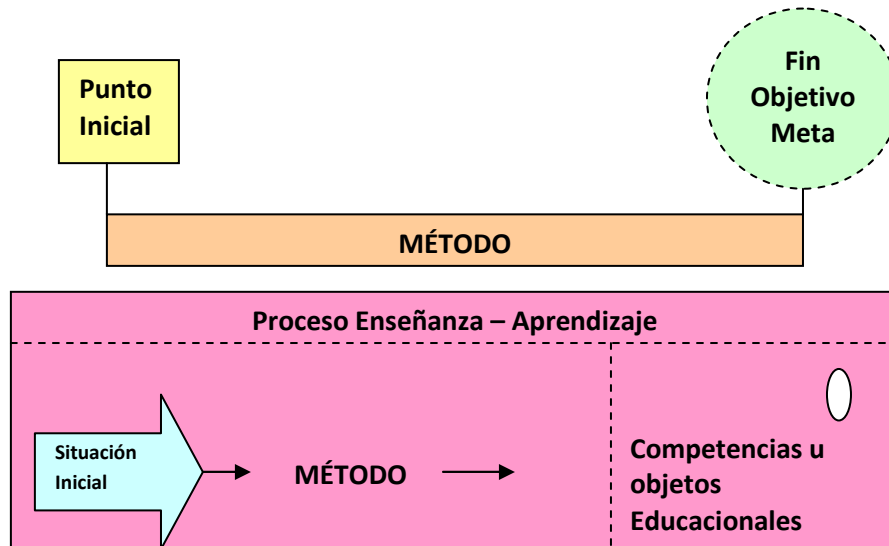 Punto
Inicial
Fin
Objetivo
Meta
MÉTODO
Proceso Enseñanza – Aprendizaje
Situación
Inicial
MÉTODO
Competencias u
objetos
Educacionales